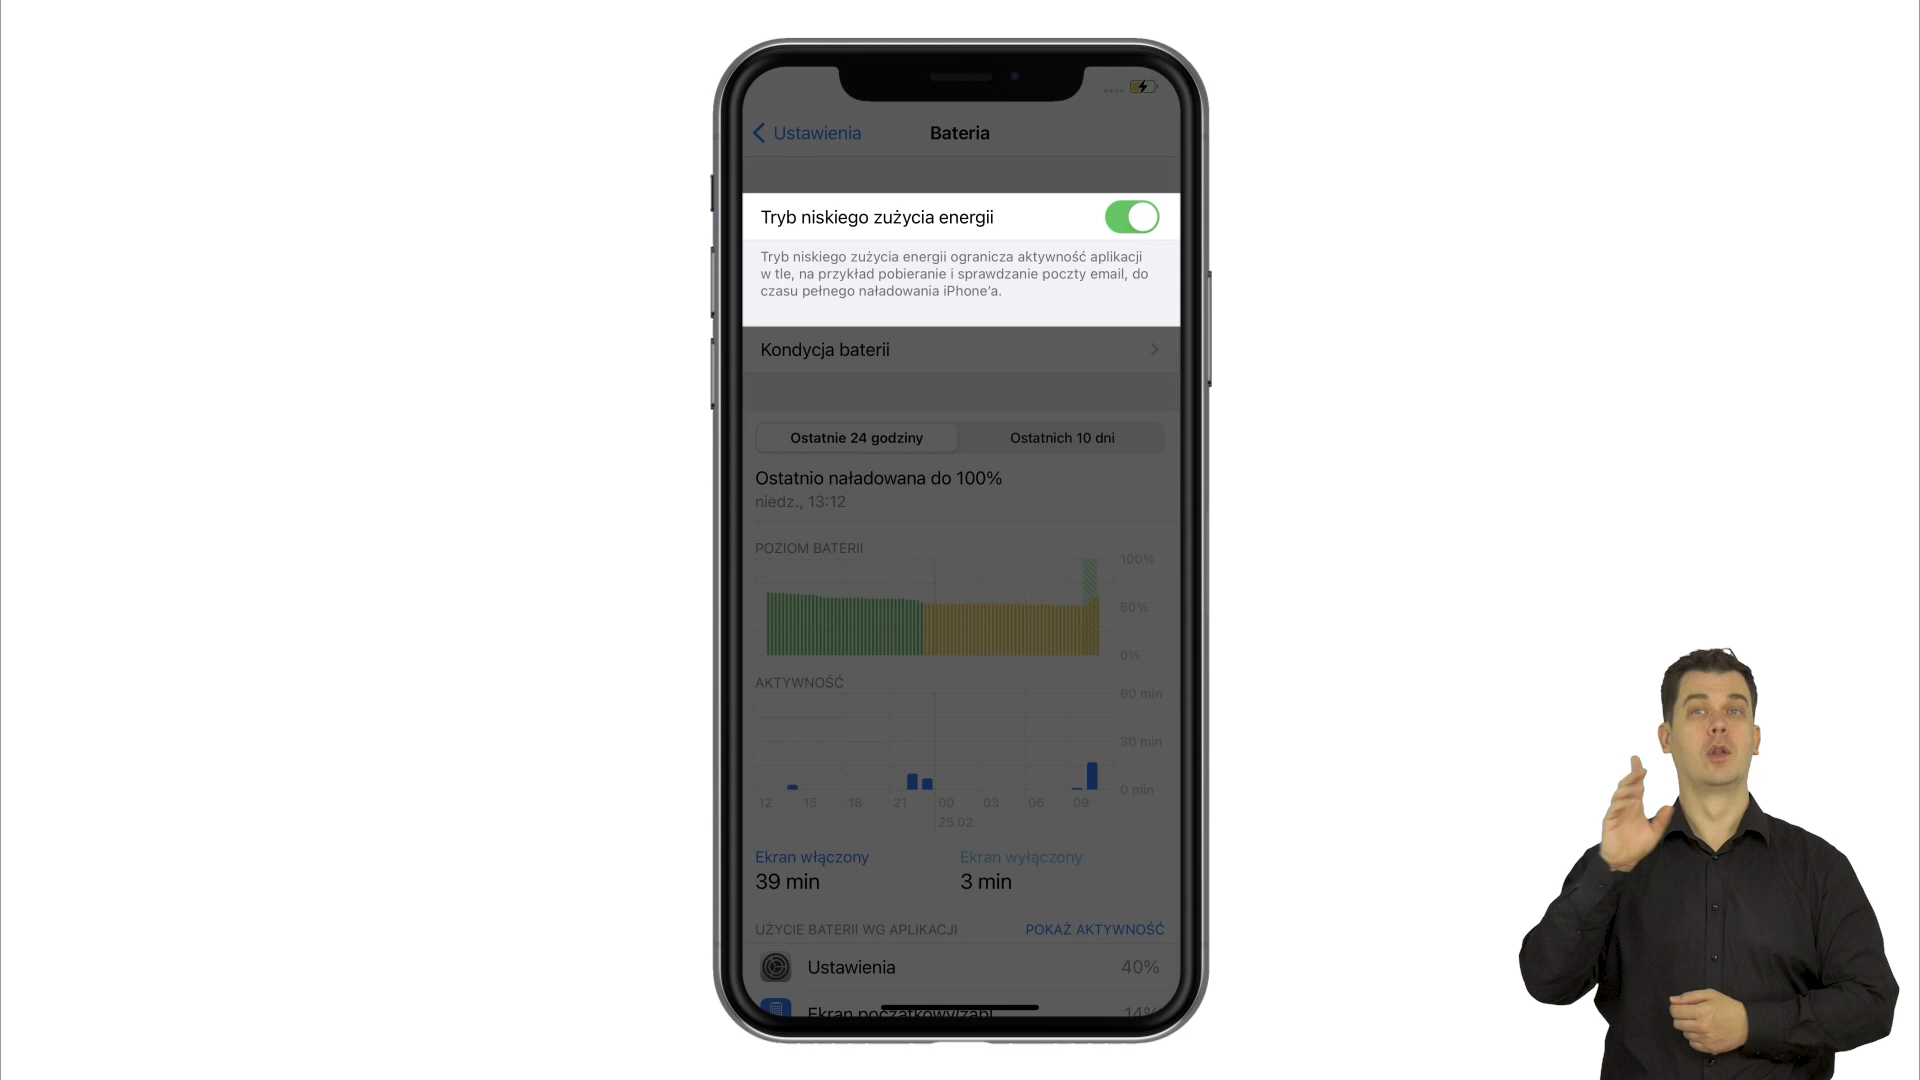 Ustawienia
Bateria
Tryb niskiego zużycia energii
Tryb niskiego zużycia energii ogranicza aktywność aplikacji
w tle, na przykład pobieranie i sprawdzanie poczty email, do
czasu pełnego naładowania iPhone’a.
Kondycja baterii
Ostatnie 24 godziny
Ostatnich 10 dni
Ostatnio naładowana do 100%
niedz., 13:12
POZIOM BATERII
100%
50%
0%
AKTYWNOŚĆ
60 min
30 min
0 min
12 15 18 21 00 03 06 09
25.02
Ekran włączony
Ekran wyłączony
39 min
3 min
UŻYCIE BATERII WG APLIKACJI
POKAŻ AKTYWNOŚĆ
Ustawienia
40%
Ekran początkowy/zabl.
14%